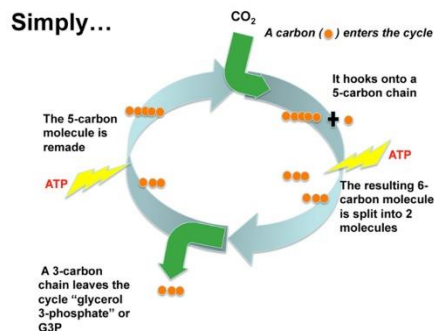 Simply…
CO2
A carbon ( ) enters the cycle
It hooks onto a
5-carbon chain
+
The 5-carbon
molecule is
remade
ATP
ATP
The resulting 6-
carbon molecule
is split into 2
molecules
A 3-carbon
chain leaves the
cycle “glycerol
3-phosphate” or
G3P